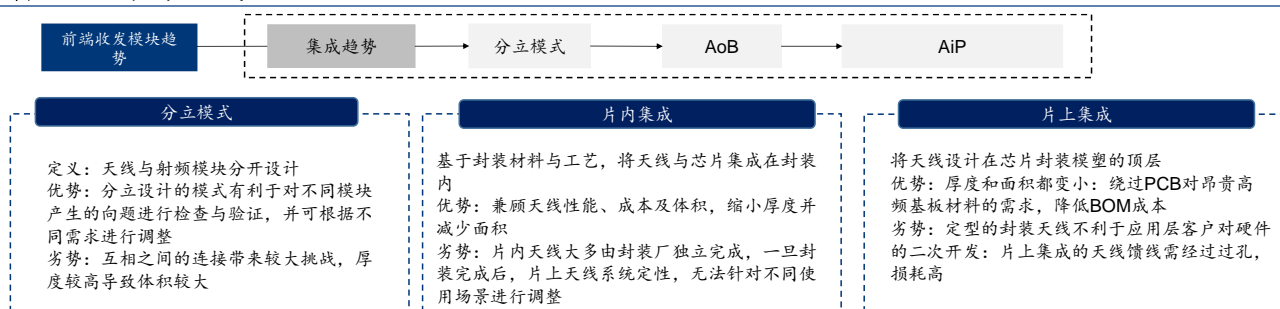 前端收发模块趋
势
集成趋势
分立模式
AoB
AiP
分立模式
定义：天线与射频模块分开设计
优势：分立设计的模式有利于对不同模块
产生的向题进行检查与验证，并可根据不
同需求进行调整
劣势：互相之间的连接带来较大挑战，厚
度较高导致体积较大
片内集成
基于封装材料与工艺，将天线与芯片集成在封装
内
优势：兼顾天线性能、成本及体积，缩小厚度并
减少面积
劣势：片内天线大多由封装厂独立完成，一旦封
装完成后，片上天线系统定性，无法针对不同使
用场景进行调整
片上集成
将天线设计在芯片封装模塑的顶层
优势：厚度和面积都变小：绕过PCB对昂贵高
频基板材料的需求，降低BOM成本
劣势：定型的封装天线不利于应用层客户对硬件
的二次开发：片上集成的天线馈线需经过过孔，
损耗高